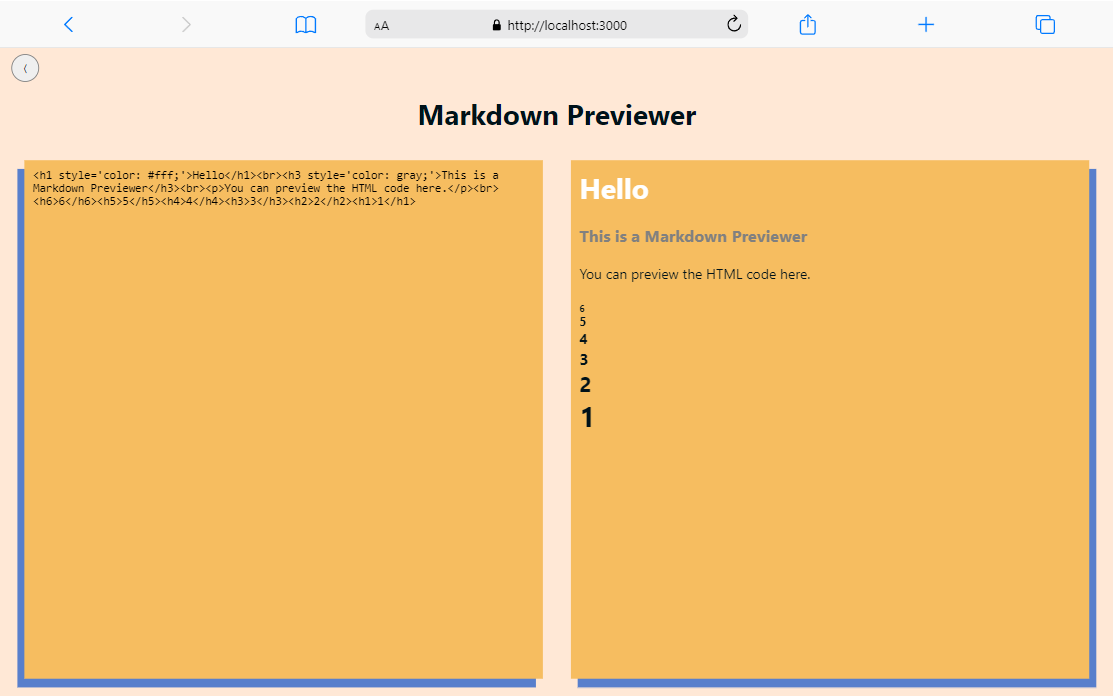 AA
http://localhost:3000
Markdown Previewer
<h1 style='color: #fff;'>Hello</h1><br><h3 style='color: gray;'>This is a
Markdown Previewer</h3><br><p>You can preview the HTML code here.</p><br>
<h6>6</h6><h5>5</h5><h4>4</h4><h3>3</h3><h2>2</h2><h1>1</h1>
Hello
This is a Markdown Previewer
You can preview the HTML code here.
6
5
4
3
2
1